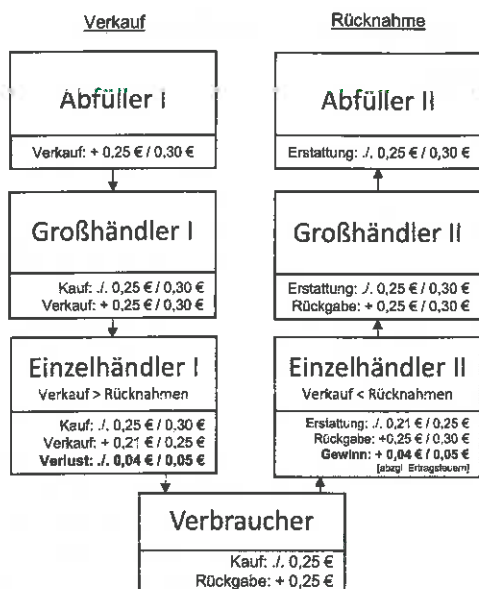 Verkauf
Rücknahme
Abfüller I
Verkauf: + 0,25 € / 0,30 €
Abfüller II
Erstattung: ./. 0,25 € / 0,30 €
Großhändler I
Kauf: ./. 0,25 € / 0,30 €
Verkauf: + 0,25 € / 0,30 €
Großhändler II
Erstattung: ./. 0,25 € / 0,30 €
Rückgabe: + 0,25 € / 0,30 €
Einzelhändler I
Verkauf > Rücknahmen
Kauf: ./. 0,25 € / 0,30 €
Verkauf: + 0,21 € / 0,25 €
Verlust: ./. 0,04 € / 0,05 €
Einzelhändler II
Verkauf < Rücknahmen
Erstattung: ./. 0,21 € / 0,25 €
Rückgabe: +0,25 € / 0,30 €
Gewinn: + 0,04 € / 0,05 €
[abzgl. Ertragsteuern]
Verbraucher
Kauf: ./. 0,25 €
Rückgabe: + 0,25 €